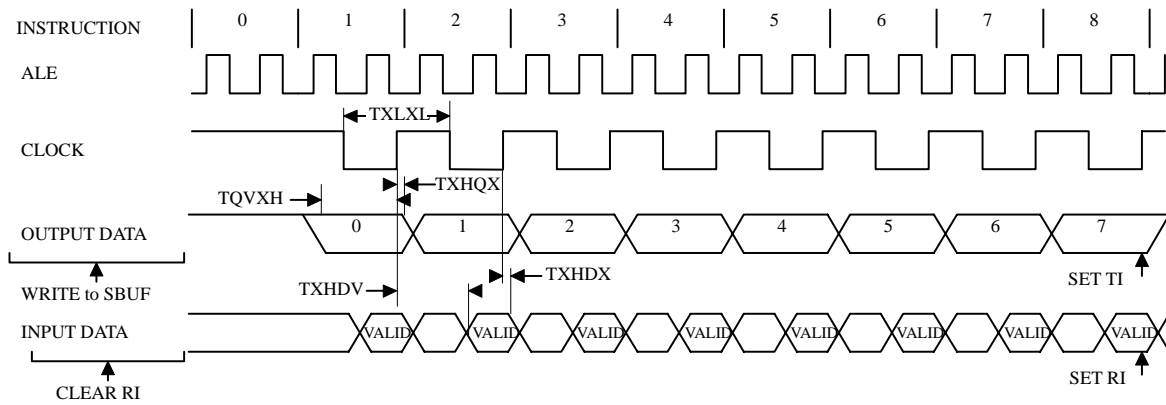 INSTRUCTION 0 1 2 3 4 5 6 7 8
ALE
TXLXL
CLOCK
TXHQX
TQVXH
OUTPUT DATA 0 1 2 3 4 5 6 7
TXHDX
SET TI
WRITE to SBUF
TXHDV
INPUT DATA VALID VALID VALID VALID VALID VALID VALID VALID
SET RI
CLEAR RI